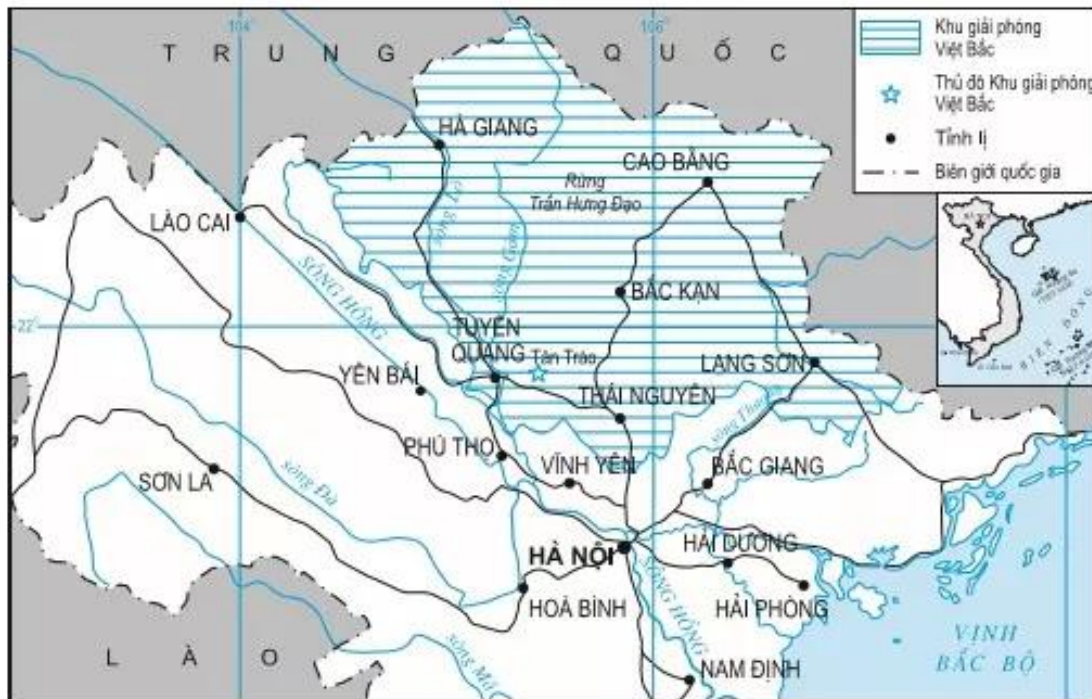 TRUNG QUỐC
104°
106°
Khu giải phóng
Việt Bắc
Thủ đô Khu giải phóng
Việt Bắc
Tỉnh lị
Biên giới quốc gia
HÀ GIANG
CAO BẰNG
Rừng
Trần Hưng Đạo
LÀO CAI
sông Lô
sông Gâm
SÔNG HỒNG
BẮC KẠN
22°
TUYÊN
QUANG
Tân Trào
LẠNG SƠN
YÊN BÁI
THÁI NGUYÊN
PHÚ THỌ
VĨNH YÊN
BẮC GIANG
SƠN LA
sông Đà
HÀ NỘI
HẢI DƯƠNG
HOÀ BÌNH
SÔNG HỒNG
HẢI PHÒNG
VỊNH
BẮC BỘ
LÀO
sông Mã
NAM ĐỊNH